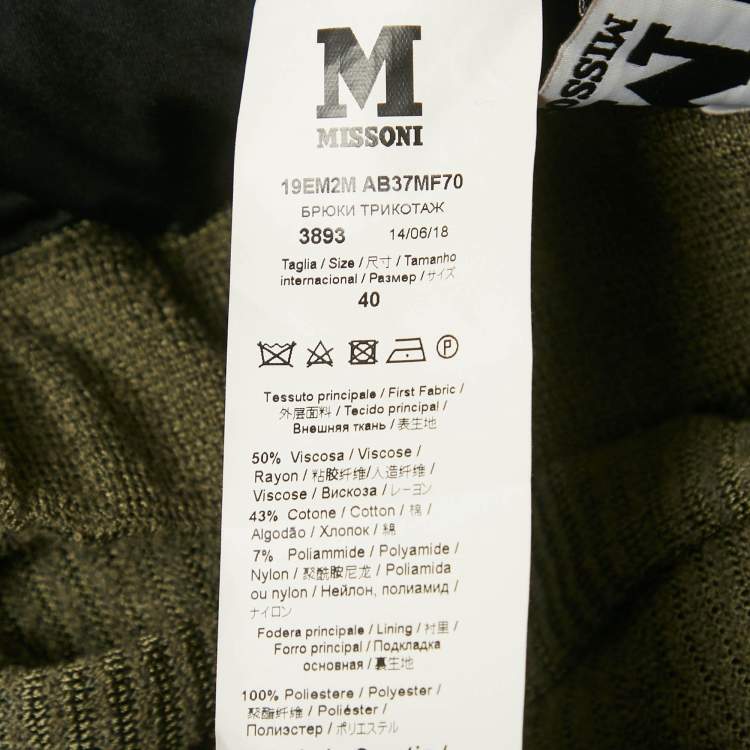 M
MISSONI
M
MISSONI
19EM2M AB37MF70
БРЮКИ ТРИКОТАЖ
3893 14/06/18
Taglia / Size / 尺寸 / Tamanho
internacional / Размер / サイズ
40
P
Tessuto principale / First Fabric /
外层面料 / Tecido principal /
Внешняя ткань / 表生地
50% Viscosa / Viscose /
Rayon / 粘胶纤维/人造纤维 /
Viscose / Вискоза / レーヨン
43% Cotone / Cotton / 棉 /
Algodão / Хлопок / 綿
7% Poliammide / Polyamide /
Nylon / 聚酰胺尼龙 / Poliamida
ou nylon / Нейлон, полиамид /
ナイロン
Fodera principale / Lining / 衬里 /
Forro principal / Подкладка
основная / 裏生地
100% Poliestere / Polyester /
聚酯纤维 / Poliéster /
Полиэстер / ポリエステル